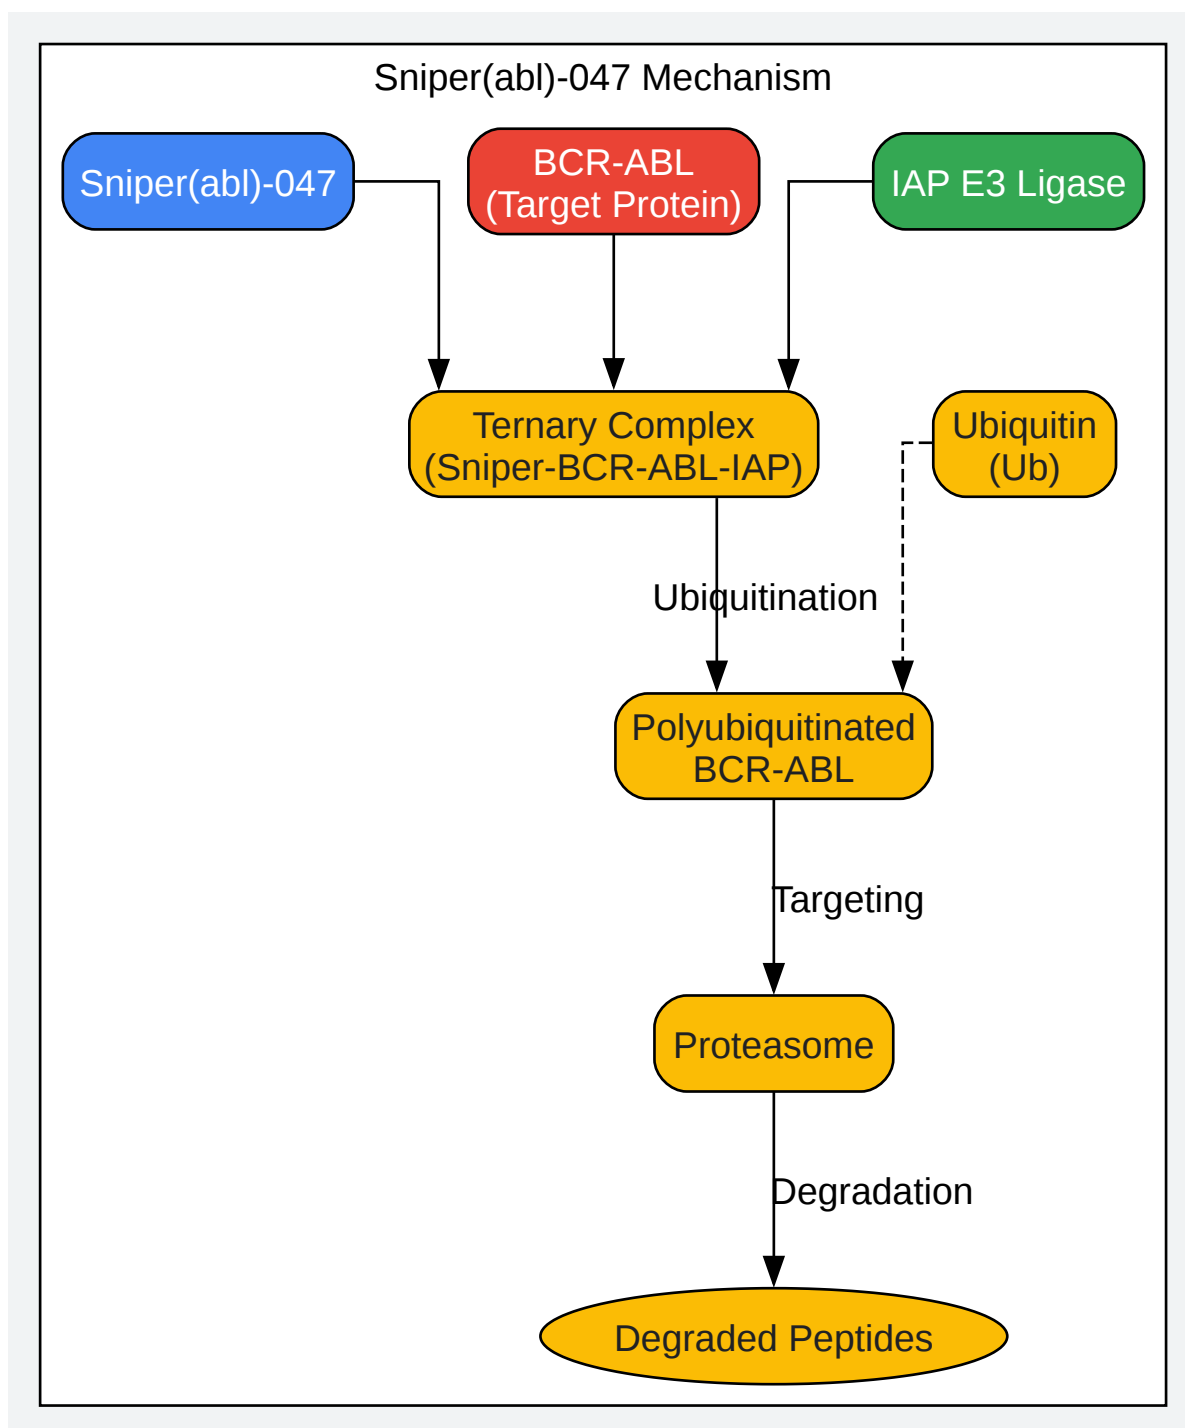 Sniper(abl)-047 Mechanism
Sniper(abl)-047
BCR-ABL
(Target Protein)
IAP E3 Ligase
Ternary Complex
(Sniper-BCR-ABL-IAP)
Ubiquitin
(Ub)
Ubiquitination
Polyubiquitinated
BCR-ABL
Targeting
Proteasome
Degradation
Degraded Peptides